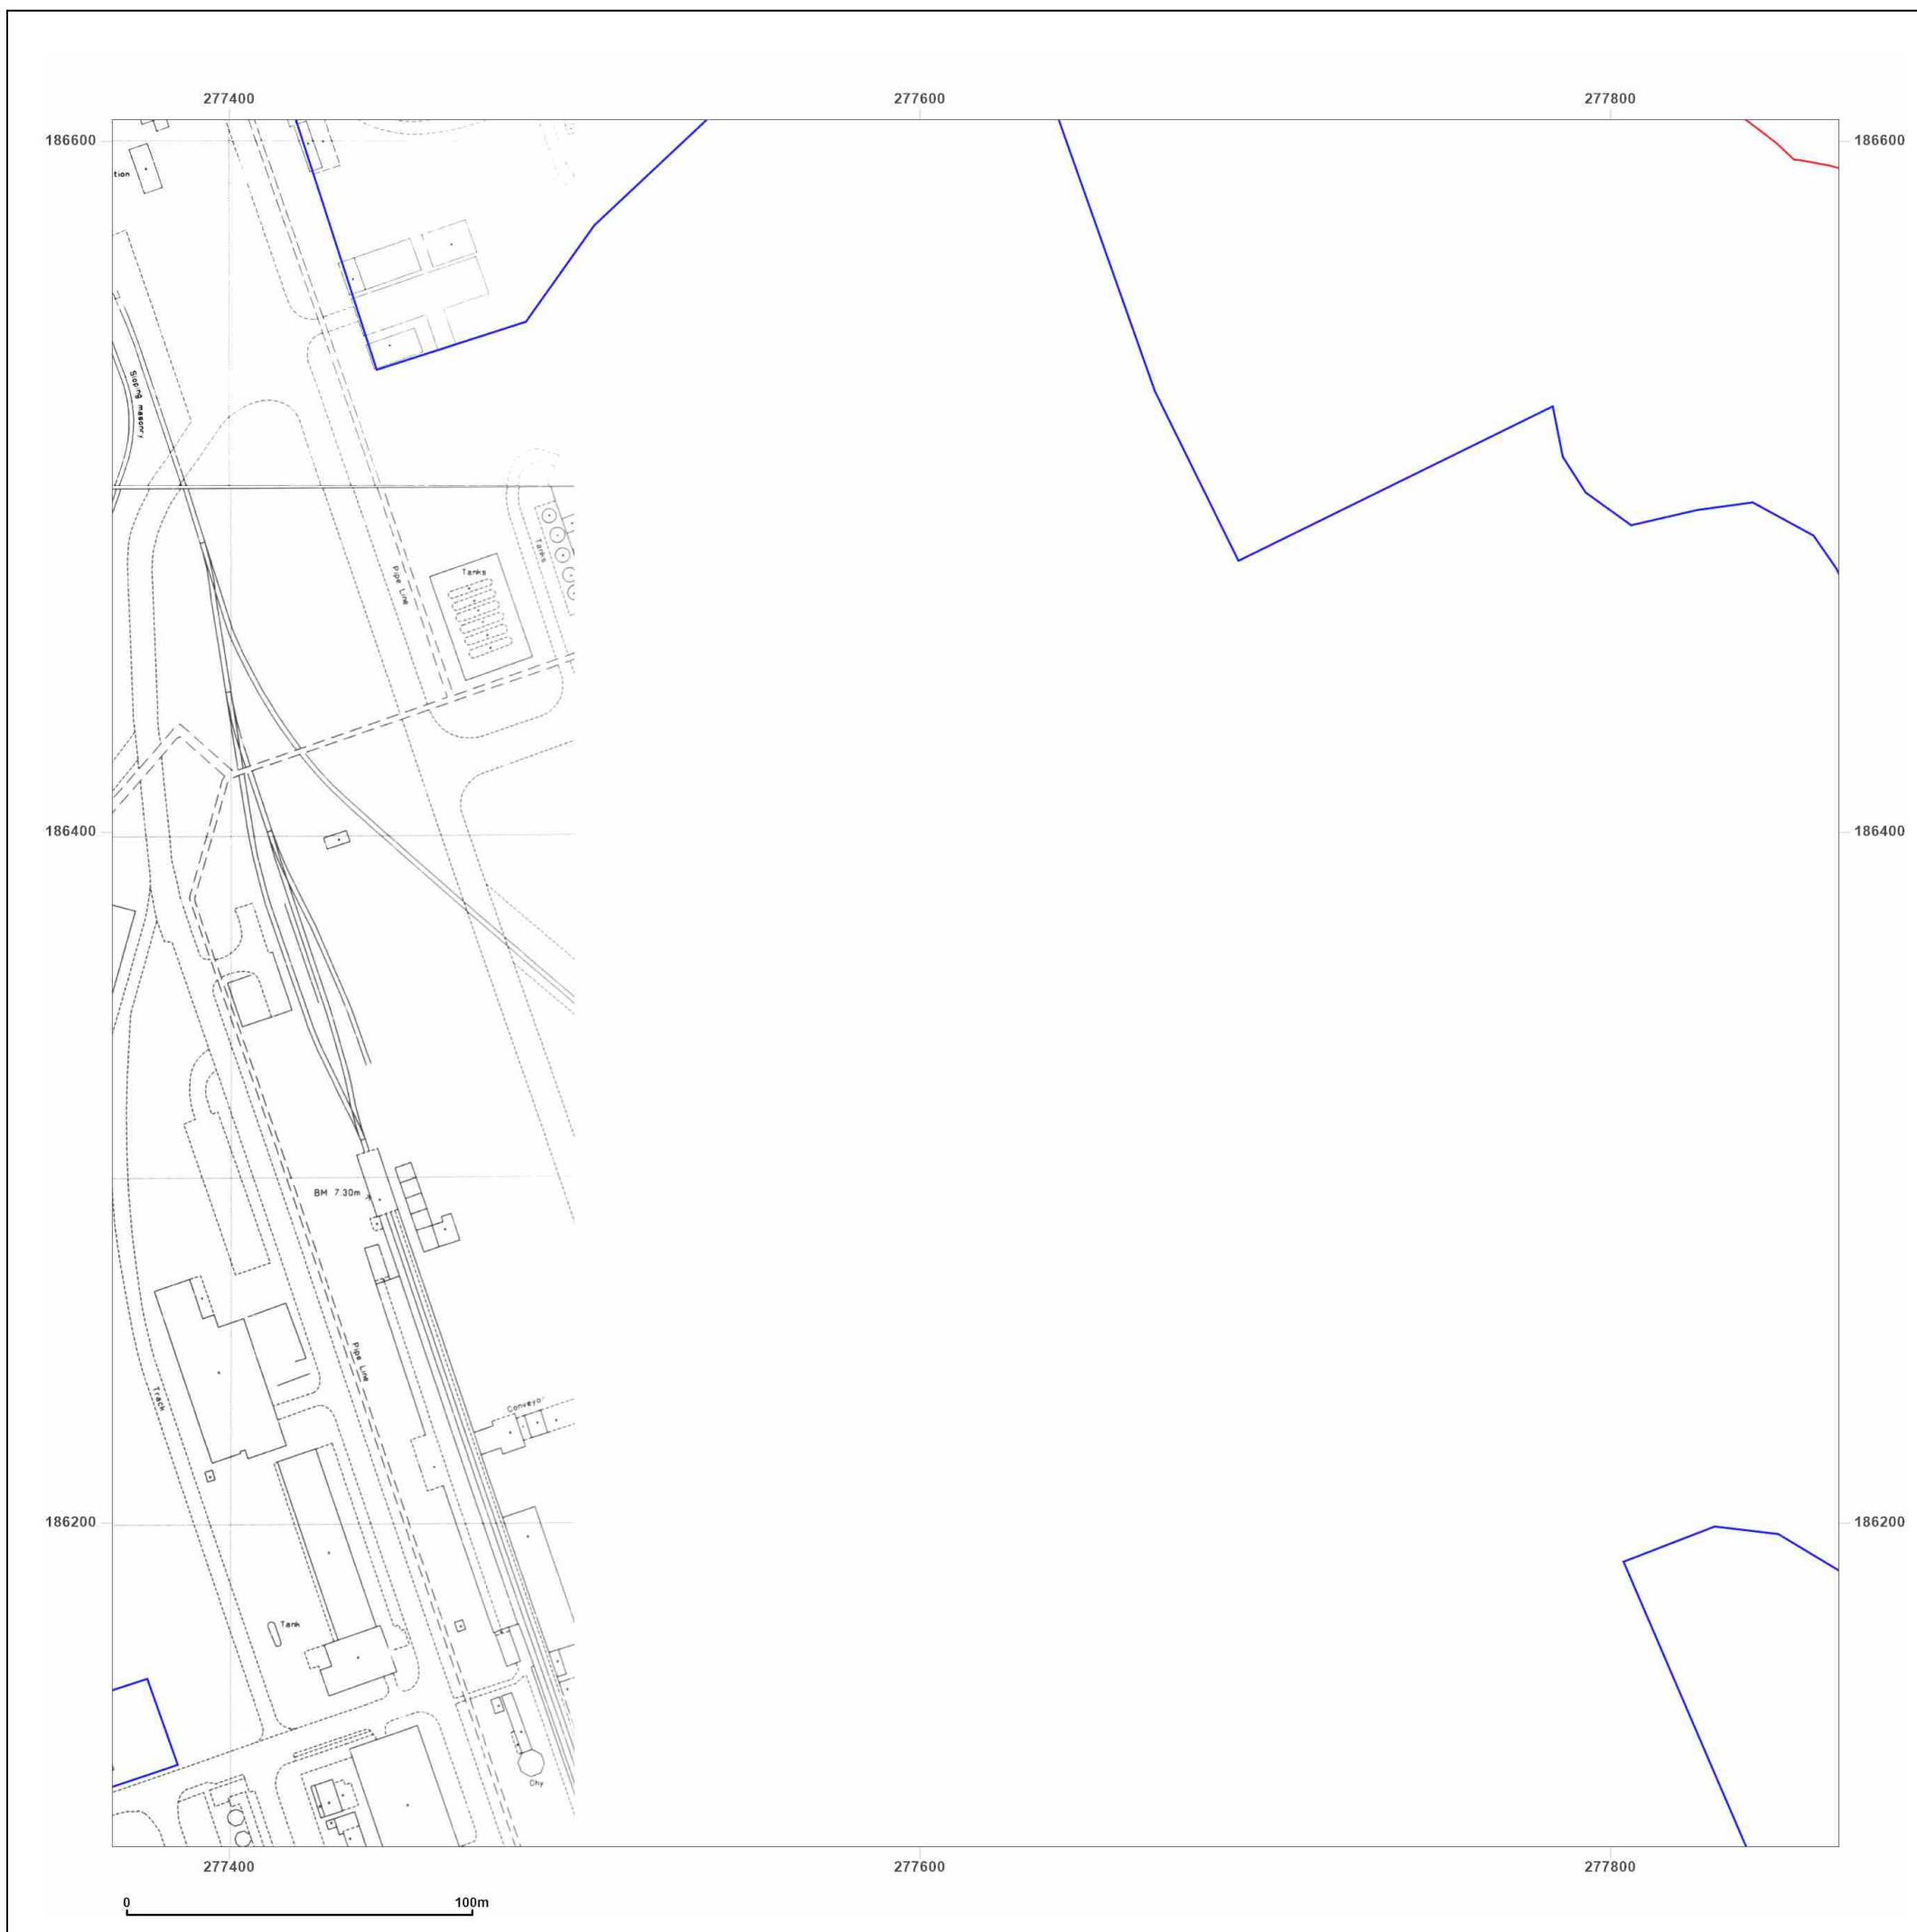 277400
277600
277800
186600
186600
tion
Sloping masonry
Tanks
Tanks
Pipe Line
186400
186400
BM 7.30m
Pipe Line
Track
Conveyor
186200
186200
Tank
Chy
277400
277600
277800
0
100m